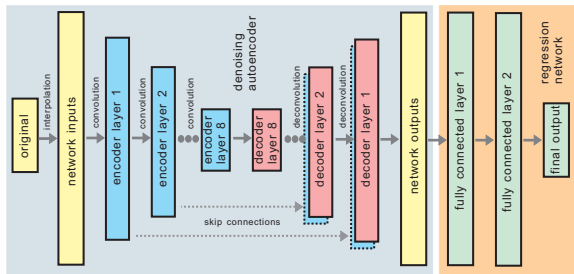 original
interpolation
network inputs
convolution
encoder layer 1
convolution
encoder layer 2
convolution
encoder
layer 8
denoising
autoencoder
decoder
layer 8
deconvolution
decoder layer 2
deconvolution
decoder layer 1
skip connections
network outputs
fully connected layer 1
fully connected layer 2
regression
network
final output